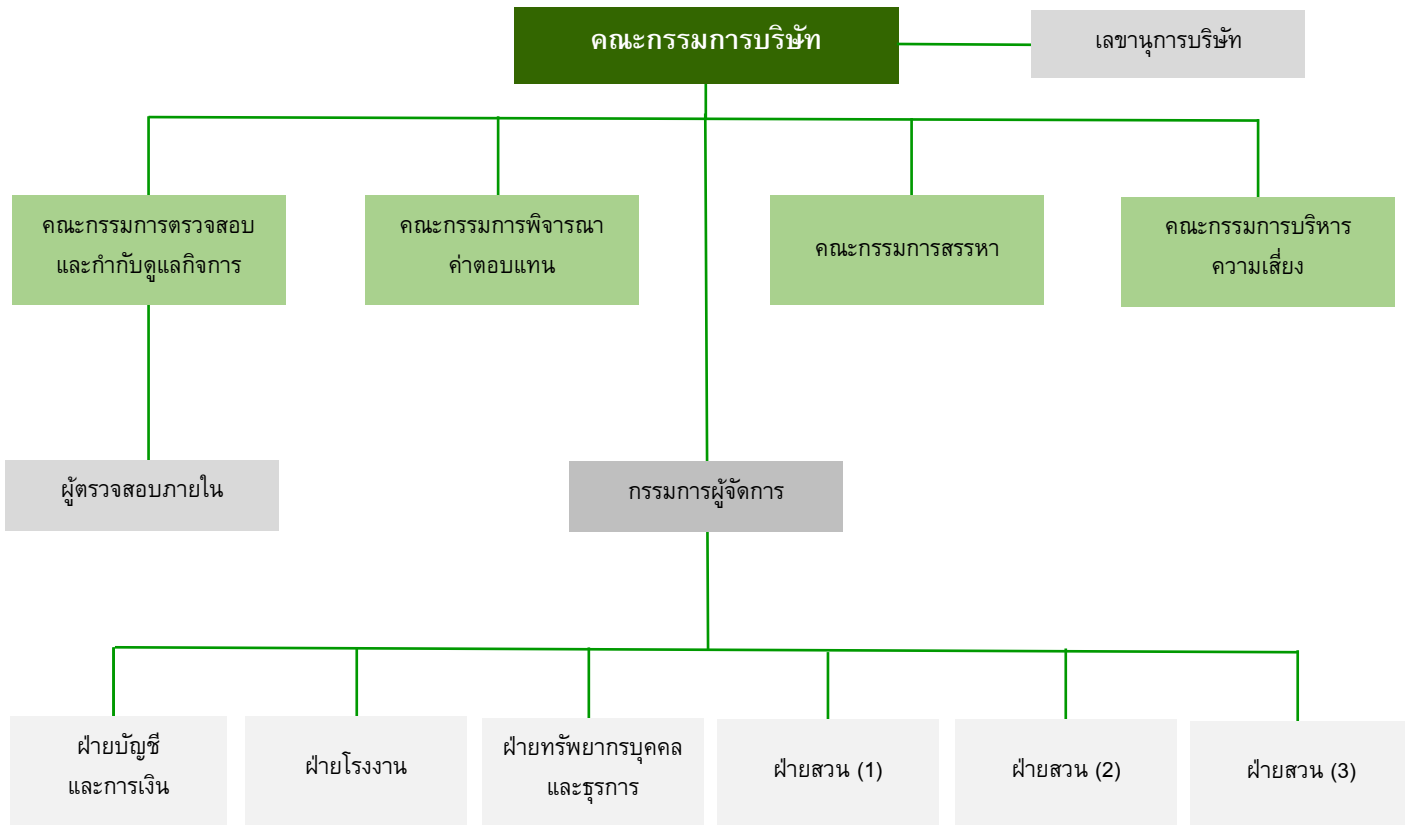 คณะกรรมการบริษัท
เลขานุการบริษัท
คณะกรรมการตรวจสอบ
และกำกับดูแลกิจการ
คณะกรรมการพิจารณา
ค่าตอบแทน
คณะกรรมการสรรหา
คณะกรรมการบริหาร
ความเสี่ยง
ผู้ตรวจสอบภายใน
กรรมการผู้จัดการ
ฝ่ายบัญชี
และการเงิน
ฝ่ายโรงงาน
ฝ่ายทรัพยากรบุคคล
และธุรการ
ฝ่ายสวน (1)
ฝ่ายสวน (2)
ฝ่ายสวน (3)